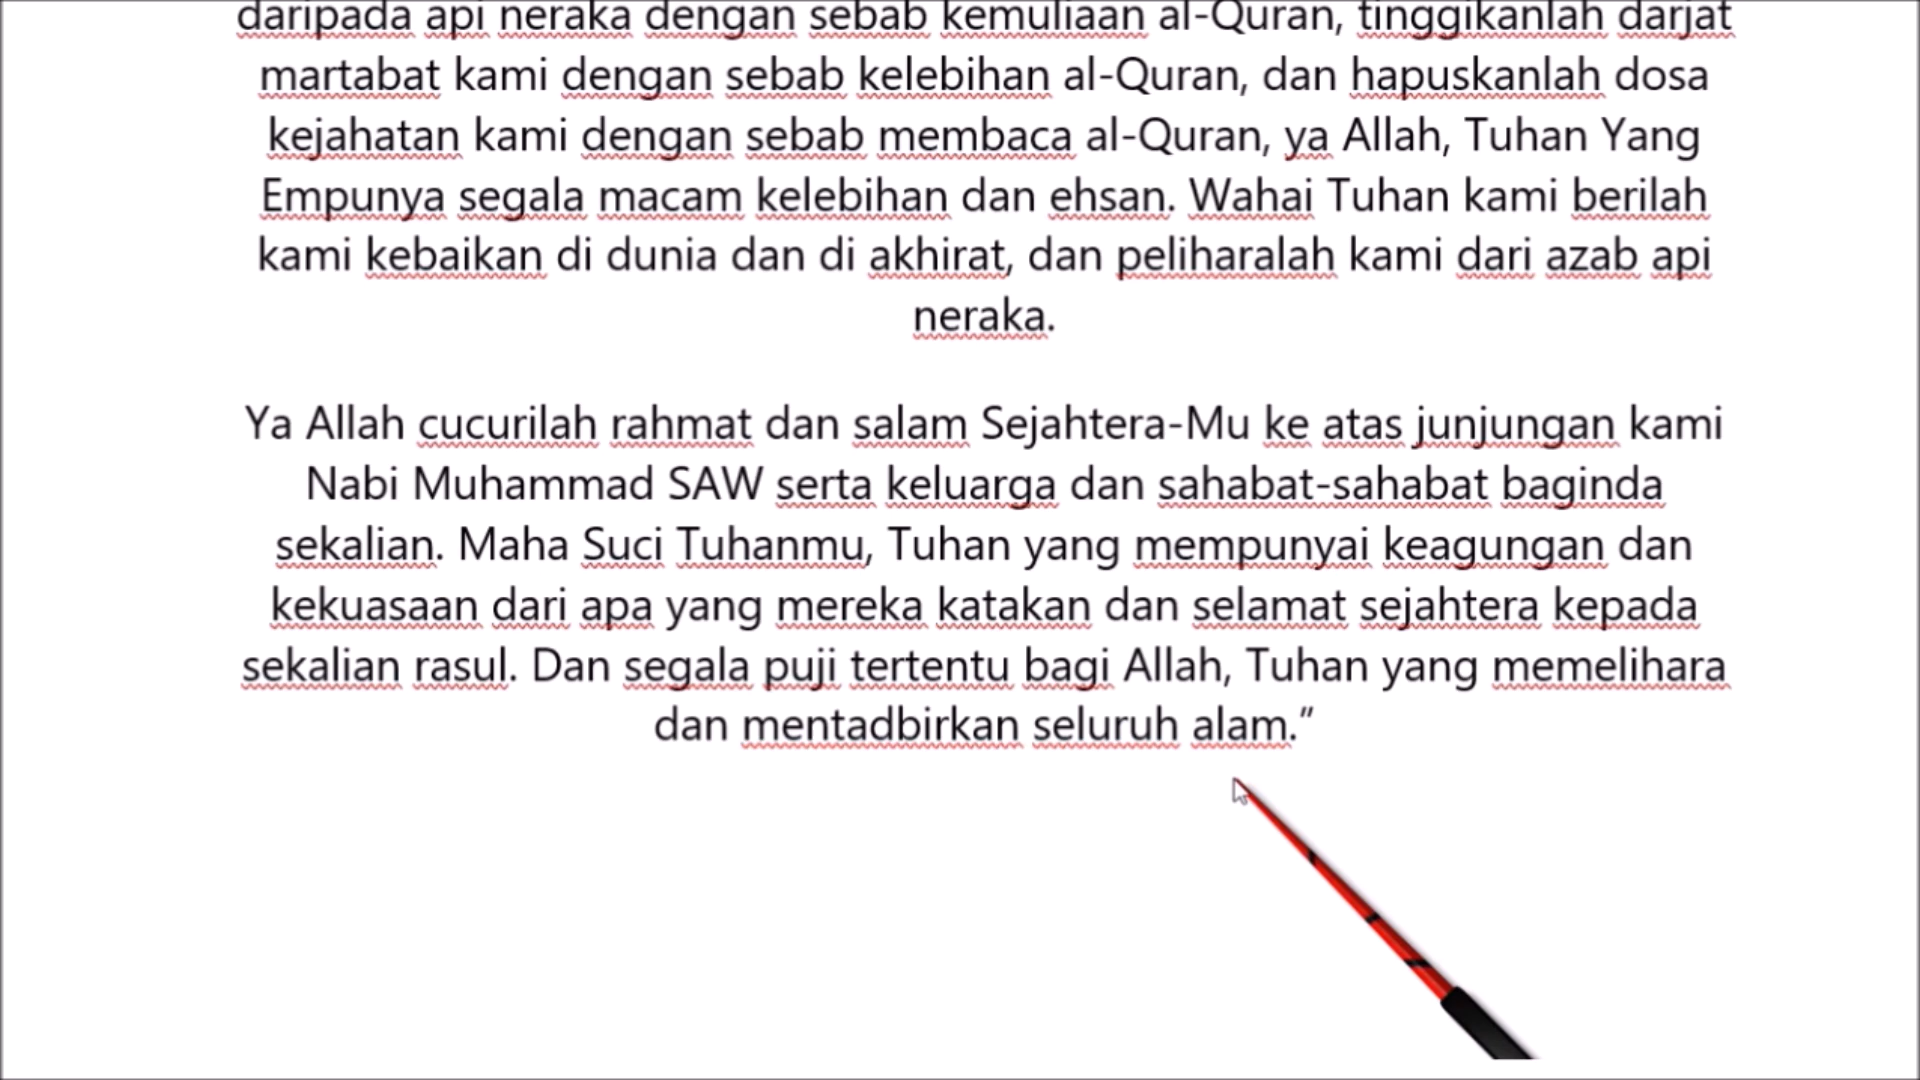 daripada api neraka dengan sebab kemuliaan al-Quran, tinggikanlah darjat
martabat kami dengan sebab kelebihan al-Quran, dan hapuskanlah dosa
kejahatan kami dengan sebab membaca al-Quran, ya Allah, Tuhan Yang
Empunya segala macam kelebihan dan ehsan. Wahai Tuhan kami berilah
kami kebaikan di dunia dan di akhirat, dan peliharalah kami dari azab api
neraka.
Ya Allah cucurilah rahmat dan salam Sejahtera-Mu ke atas junjungan kami
Nabi Muhammad SAW serta keluarga dan sahabat-sahabat baginda
sekalian. Maha Suci Tuhanmu, Tuhan yang mempunyai keagungan dan
kekuasaan dari apa yang mereka katakan dan selamat sejahtera kepada
sekalian rasul. Dan segala puji tertentu bagi Allah, Tuhan yang memelihara
dan mentadbirkan seluruh alam.”